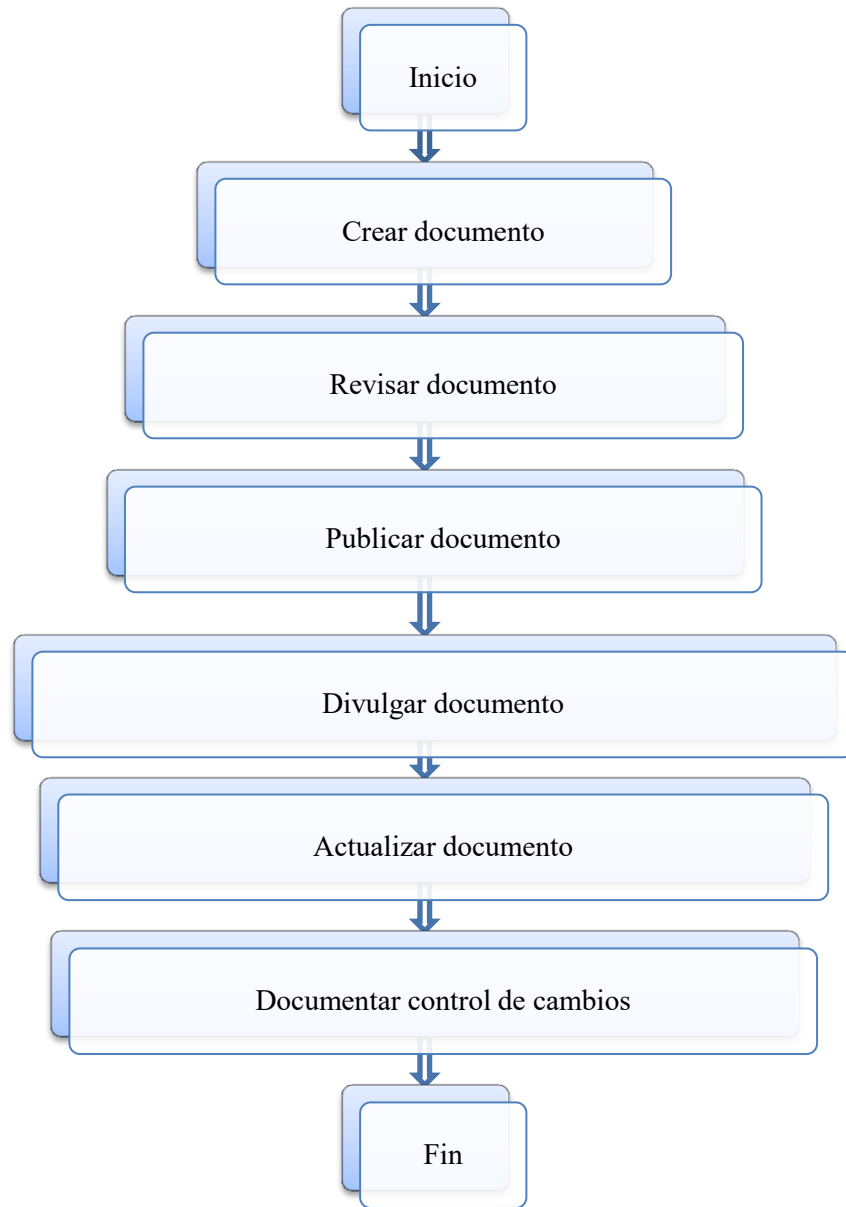 Inicio
Crear documento
Revisar documento
Publicar documento
Divulgar documento
Actualizar documento
Documentar control de cambios
Fin